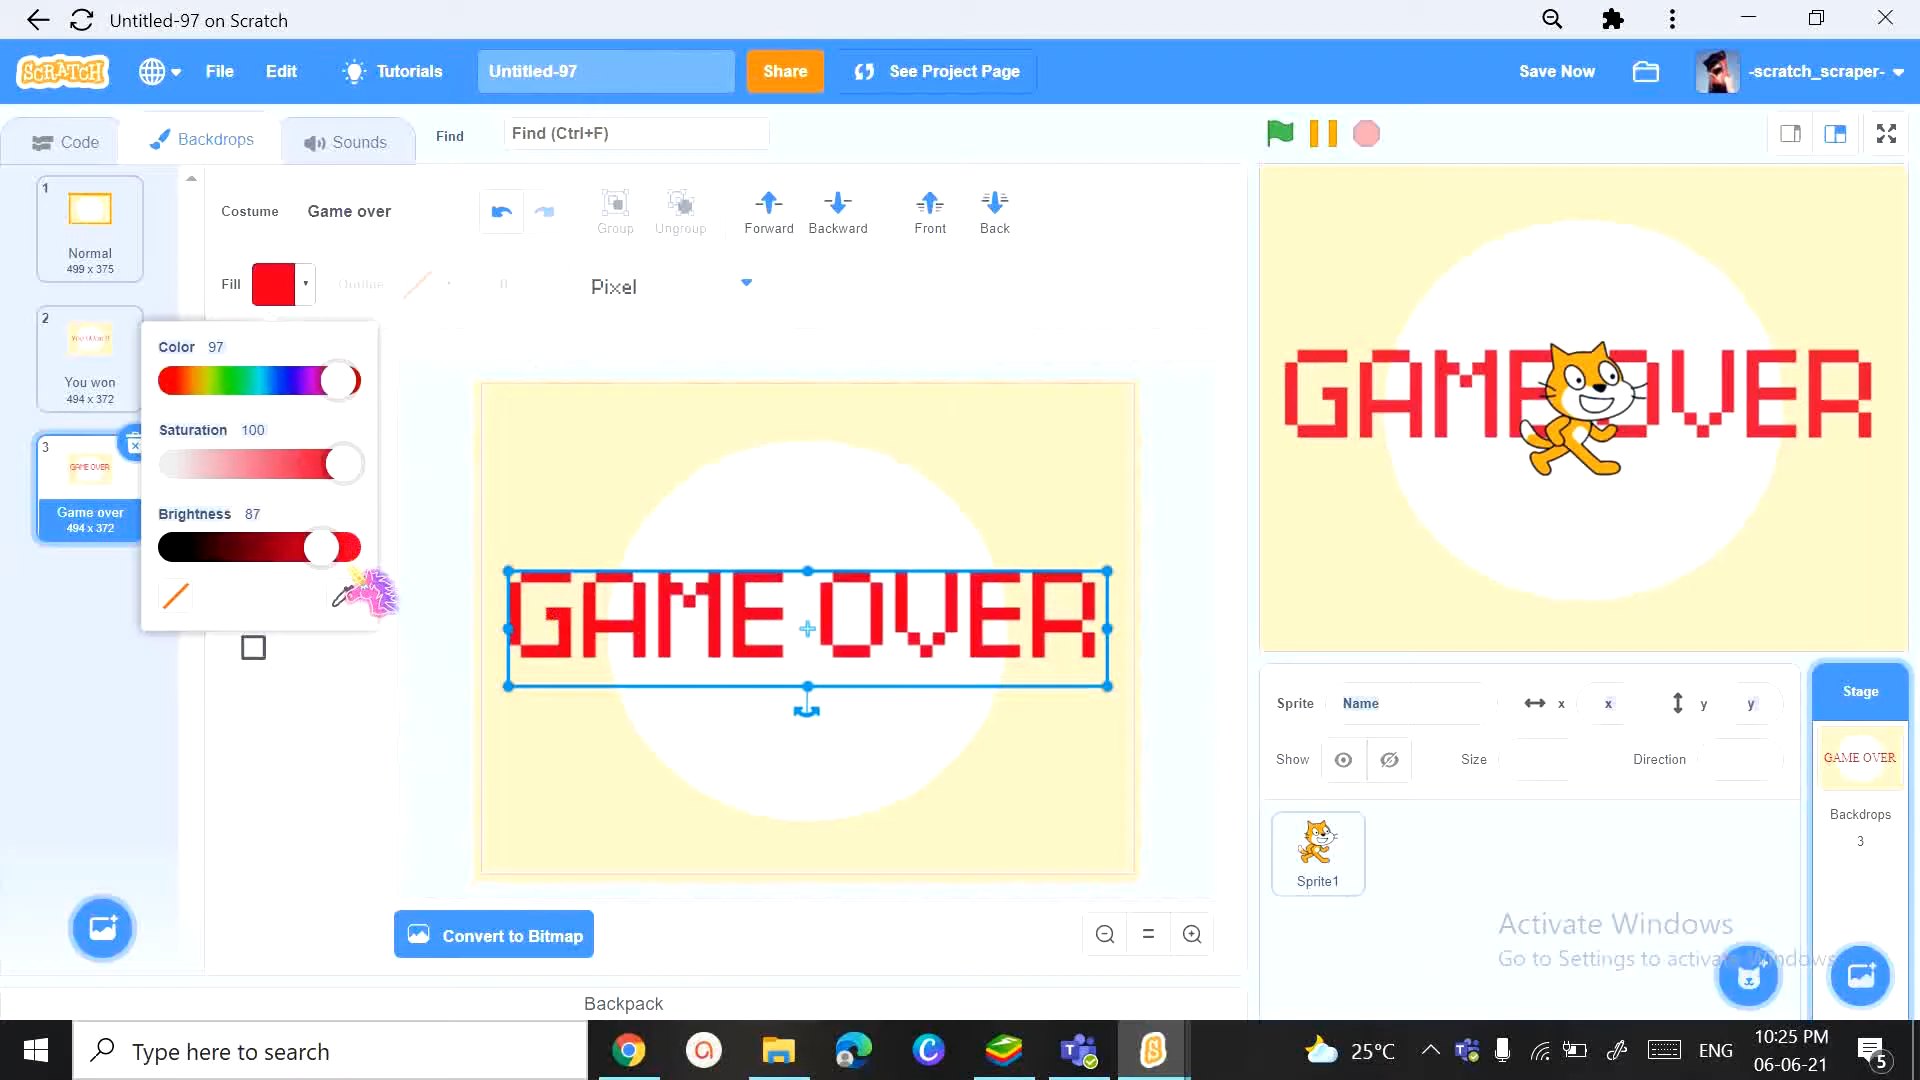 Untitled-97 on Scratch
SCRATCH
File
Edit
Tutorials
Untitled-97
Share
See Project Page
Save Now
-scratch_scraper-
Code
Backdrops
Sounds
Find
Find (Ctrl+F)
1
Normal
499 x 375
2
You won
494 x 372
3
GAME OVER
Game over
494 x 372
Costume
Game over
Group
Ungroup
Forward
Backward
Front
Back
Fill
Outline
0
Pixel
Color 97
Saturation 100
Brightness 87
GAME OVER
Convert to Bitmap
Backpack
GAME OVER
Sprite
Name
x
x
y
y
Show
Size
Direction
Sprite1
Stage
GAME OVER
Backdrops
3
Activate Windows
Go to Settings to activate Windows
Type here to search
25°C
ENG
10:25 PM
06-06-21
5